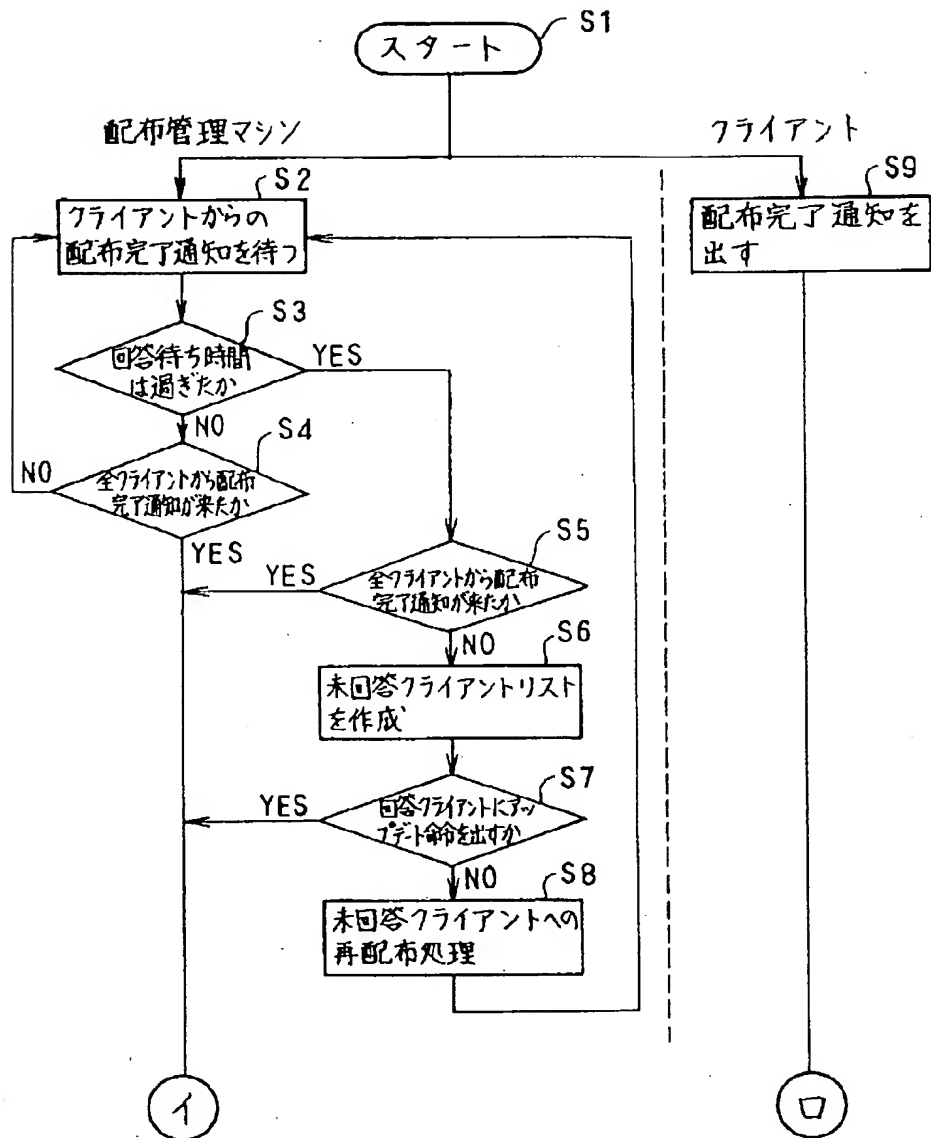 S1
スタート
配布管理マシン
クライアント
S2
クライアントからの
配布完了通知を待つ
S9
配布完了通知を
出す
S3
回答待ち時間
は過ぎたか
YES
NO
S4
全クライアントから配布
完了通知が来たか
NO
YES
S5
全クライアントから配布
完了通知が来たか
YES
NO
S6
未回答クライアントリスト
を作成
S7
回答クライアントにアッ
プデート命令を出すか
YES
NO
S8
未回答クライアントへの
再配布処理
イ
ロ